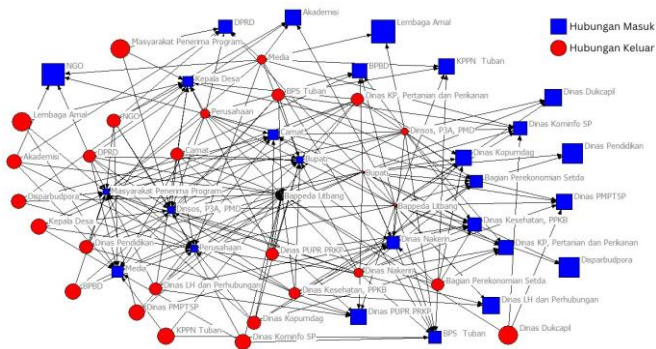 Akademisi
DPRD
Lembaga Amal
Hubungan Masuk
Masyarakat Penerima Program
Hubungan Keluar
Media
NGO
Kepala Desa
BPBD
KPPN Tuban
BPS Tuban
Dinas KP, Pertanian dan Perikanan
Dinas Dukcapil
Lembaga Amal
NGO
Perusahaan
Camat
Dinsos, P3A, PMD
Dinas Kominfo SP
Akademisi
DPRD
Camat
Bupati
Dinas Kopumdag
Dinas Pendidikan
Bupati
Bagian Perekonomian Setda
Disparbudpora
Masyarakat Penerima Program
Bappeda Litbang
Bappeda Litbang
Dinas PMPTSP
Dinsos, P3A, PMD
Kepala Desa
Dinas Kesehatan, PPKB
Dinas Pendidikan
Perusahaan
Dinas PUPR PRKP
Dinas Nakerin
Dinas KP, Pertanian dan Perikanan
Media
Dinas Nakerin
Disparbudpora
BPBD
Dinas LH dan Perhubungan
Dinas Kesehatan, PPKB
Bagian Perekonomian Setda
Dinas LH dan Perhubungan
Dinas PMPTSP
Dinas Kopumdag
Dinas PUPR PRKP
KPPN Tuban
Dinas Kominfo SP
BPS Tuban
Dinas Dukcapil